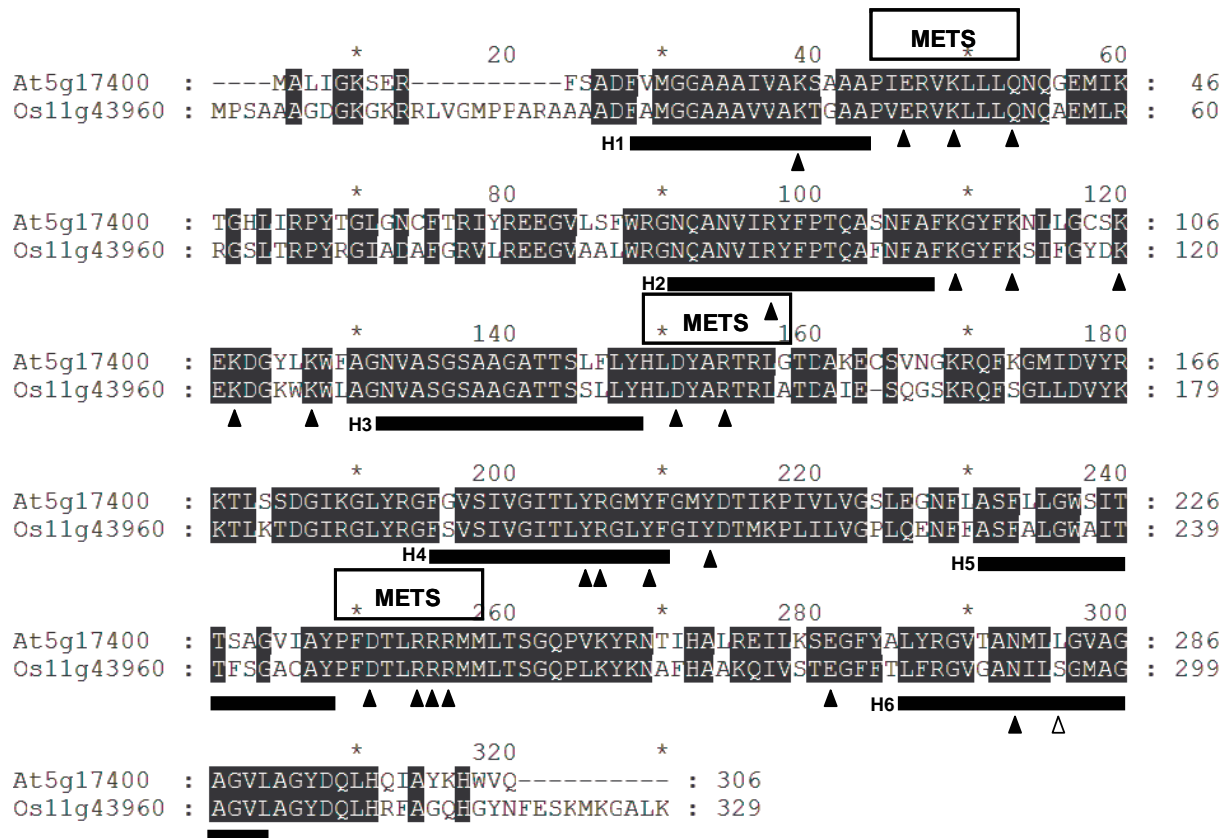 METS
* 20 * 40 * 60
At5g17400 : ----MALIGKSER----------FSADFVMGGAAAIVAKSAAAPIERVKLLLQNQGEMIK : 46
Os11g43960 : MPSAAAGDGKGKRRLVGMPPARAAAADFAMGGAAAVVAKTGAAPVERVKLLLQNQAEMLR : 60
H1
* 80 * 100 * 120
At5g17400 : TGHLIRPYTGLGNCFTRIYREEGVLSFWRGNQANVIRYFPTQASNFAFKGYFKNLLGCSK : 106
Os11g43960 : RGSLTRPYRGIADAFGRVLREEGVAALWRGNQANVIRYFPTQAFNFAFKGYFKSIFGYDK : 120
H2
METS
* 140 * 160 * 180
At5g17400 : EKDGYLKWFAGNVASGSAAGATTSLFLYHLDYARTRLGTDAKECSVNGKRQFKGMIDVYR : 166
Os11g43960 : EKDGKWKWLAGNVASGSAAGATTSSLLYHLDYARTRLATDAIE-SQGSKRQFSGLLDVYK : 179
H3
* 200 * 220 * 240
At5g17400 : KTLSSDGIKGLYRGFGVSIVGITLYRGMYFGMYDTIKPIVLVGSLEGNFLASFLLGWSIT : 226
Os11g43960 : KTLKTDGIRGLYRGFSVSIVGITLYRGLYFGIYDTMKPLILVGPLQENFFASFALGWAIT : 239
H4 H5
METS
* 260 * 280 * 300
At5g17400 : TSAGVIAYPFDTLRRRMMLTSGQPVKYRNTIHALREILKSEGFYALYRGVTANMLLGVAG : 286
Os11g43960 : TFSGACAYPFDTLRRRMMLTSGQPLKYKNAFHAAKQIVSTEGFFTLFRGVGANILSGMAG : 299
H6
* 320 *
At5g17400 : AGVLAGYDQLHQIAYKHWVQ---------- : 306
Os11g43960 : AGVLAGYDQLHRFAGQHGYNFESKMKGALK : 329